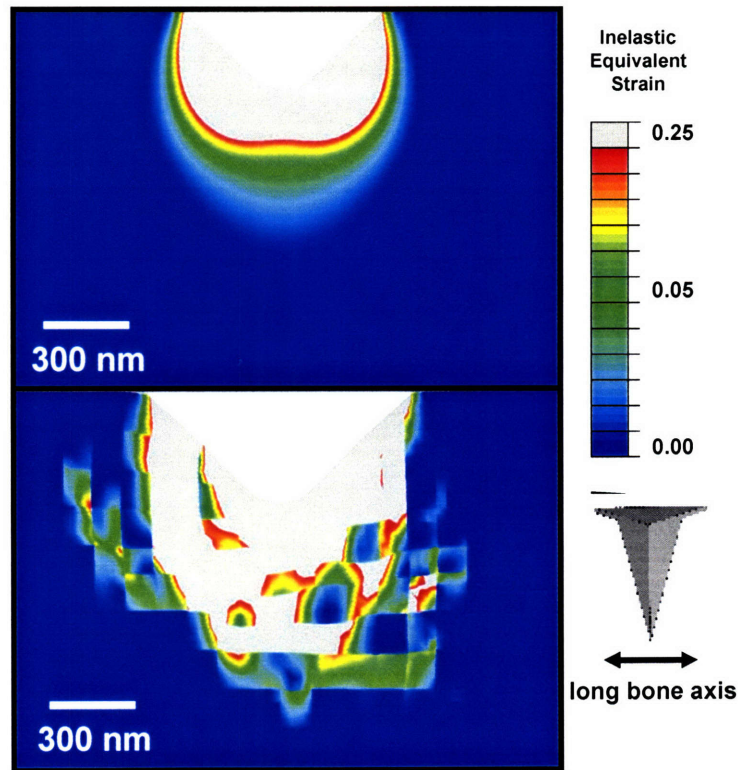 300 nm
300 nm
Inelastic
Equivalent
Strain
0.25
0.05
0.00
long bone axis